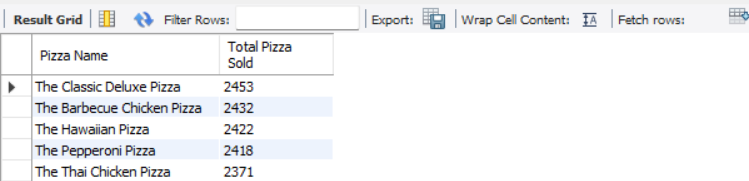 Result Grid Filter Rows: Export: Wrap Cell Content: IA Fetch rows:
Pizza Name Total Pizza
Sold
The Classic Deluxe Pizza 2453
The Barbecue Chicken Pizza 2432
The Hawaiian Pizza 2422
The Pepperoni Pizza 2418
The Thai Chicken Pizza 2371